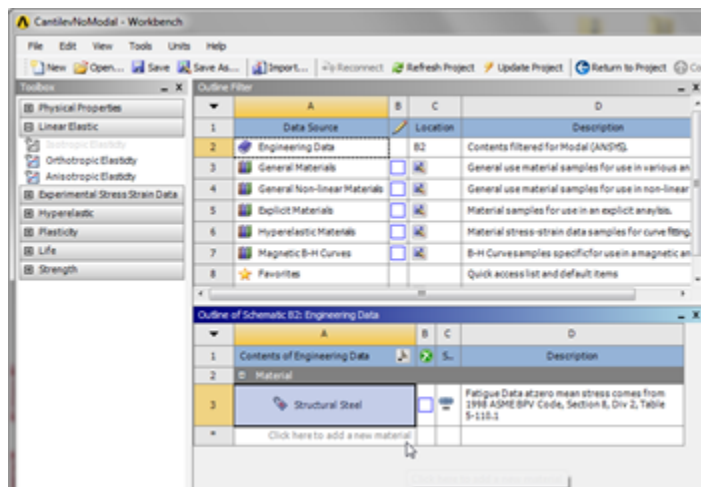 CantilevNoModal - Workbench
File Edit View Tools Units Help
New Open... Save Save As... Import... Reconnect Refresh Project Update Project Return to Project Co
Toolbox
Physical Properties
Linear Elastic
Isotropic Elasticity
Orthotropic Elasticity
Anisotropic Elasticity
Experimental Stress Strain Data
Hyperelastic
Plasticity
Life
Strength
Outline Filter
A B C D
1 Data Source Location Description
2 Engineering Data B2 Contents filtered for Modal (ANSYS).
3 General Materials General use material samples for use in various an
4 General Non-linear Materials General use material samples for use in non-linear
5 Explicit Materials Material samples for use in an explicit anaylsis.
6 Hyperelastic Materials Material stress-strain data samples for curve fitting.
7 Magnetic B-H Curves B-H Curve samples specific for use in a magnetic an
8 Favorites Quick access list and default items
Outline of Schematic B2: Engineering Data
A B C D
1 Contents of Engineering Data S.. Description
2 Material
3 Structural Steel Fatigue Data at zero mean stress comes from
1998 ASME BPV Code, Section 8, Div 2, Table
5-110.1
* Click here to add a new material